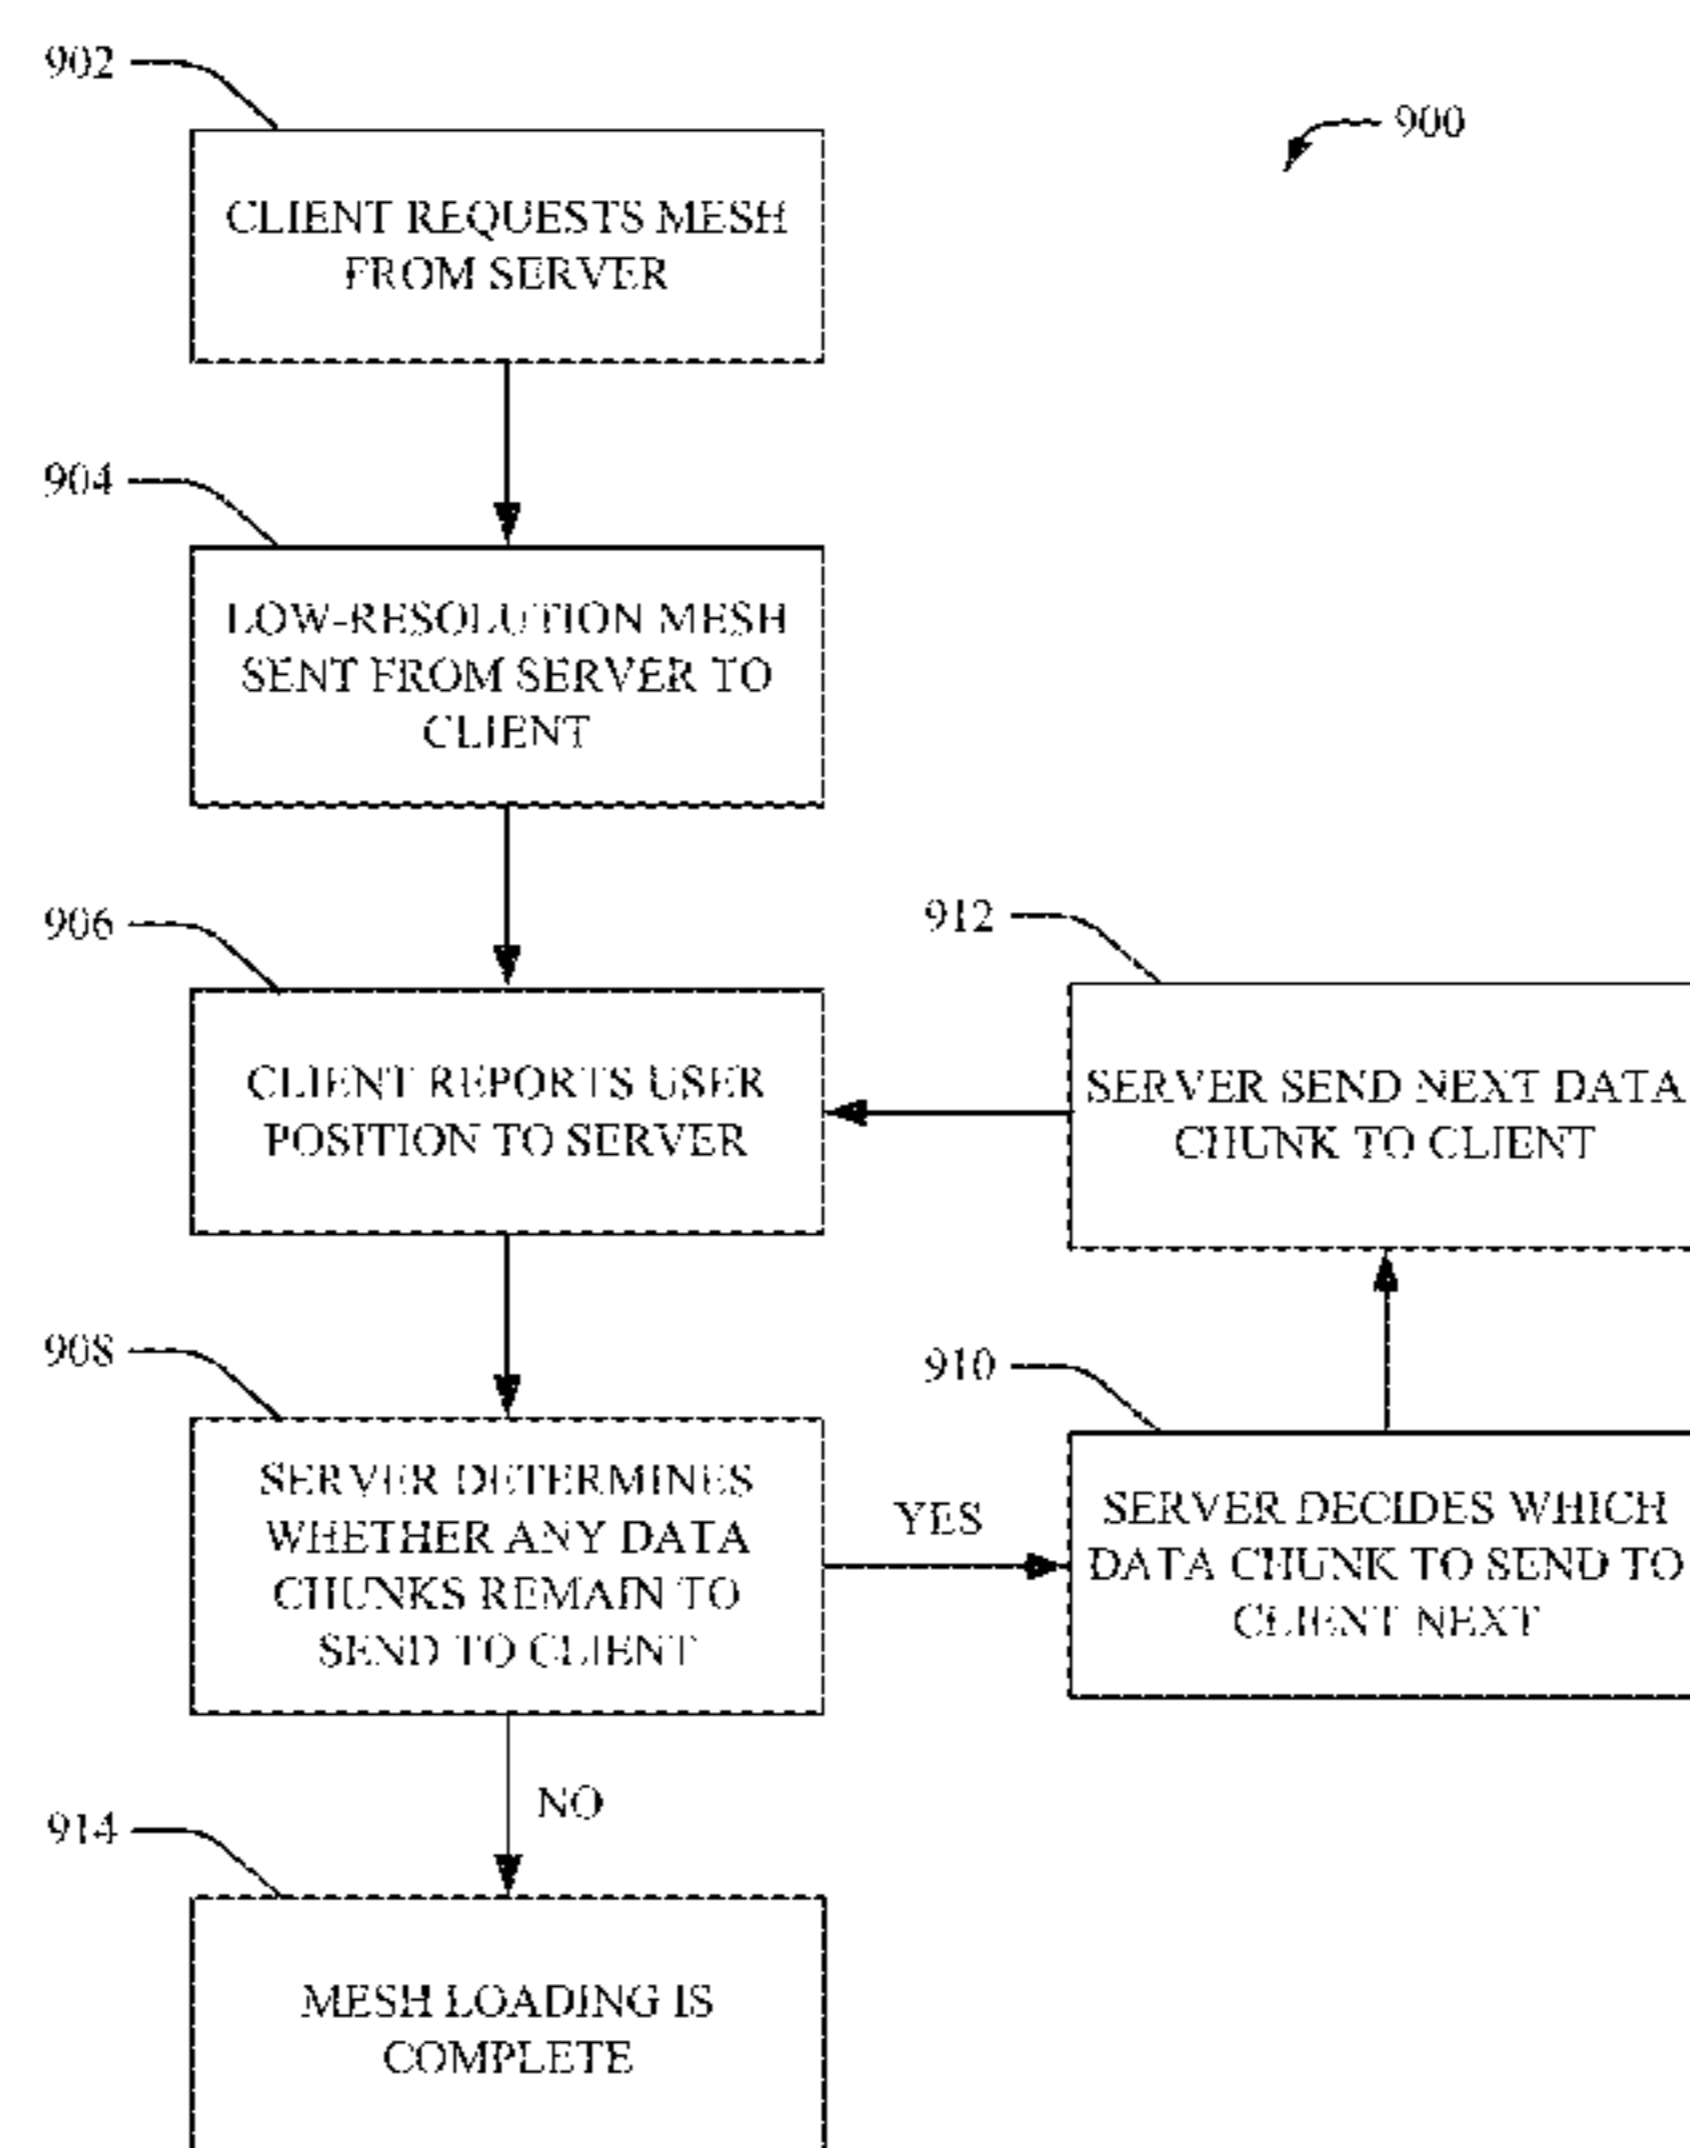 902
900
CLIENT REQUESTS MESH
FROM SERVER
904
LOW-RESOLUTION MESH
SENT FROM SERVER TO
CLIENT
906
CLIENT REPORTS USER
POSITION TO SERVER
912
SERVER SEND NEXT DATA
CHUNK TO CLIENT
908
SERVER DETERMINES
WHETHER ANY DATA
CHUNKS REMAIN TO
SEND TO CLIENT
YES
910
SERVER DECIDES WHICH
DATA CHUNK TO SEND TO
CLIENT NEXT
NO
914
MESH LOADING IS
COMPLETE